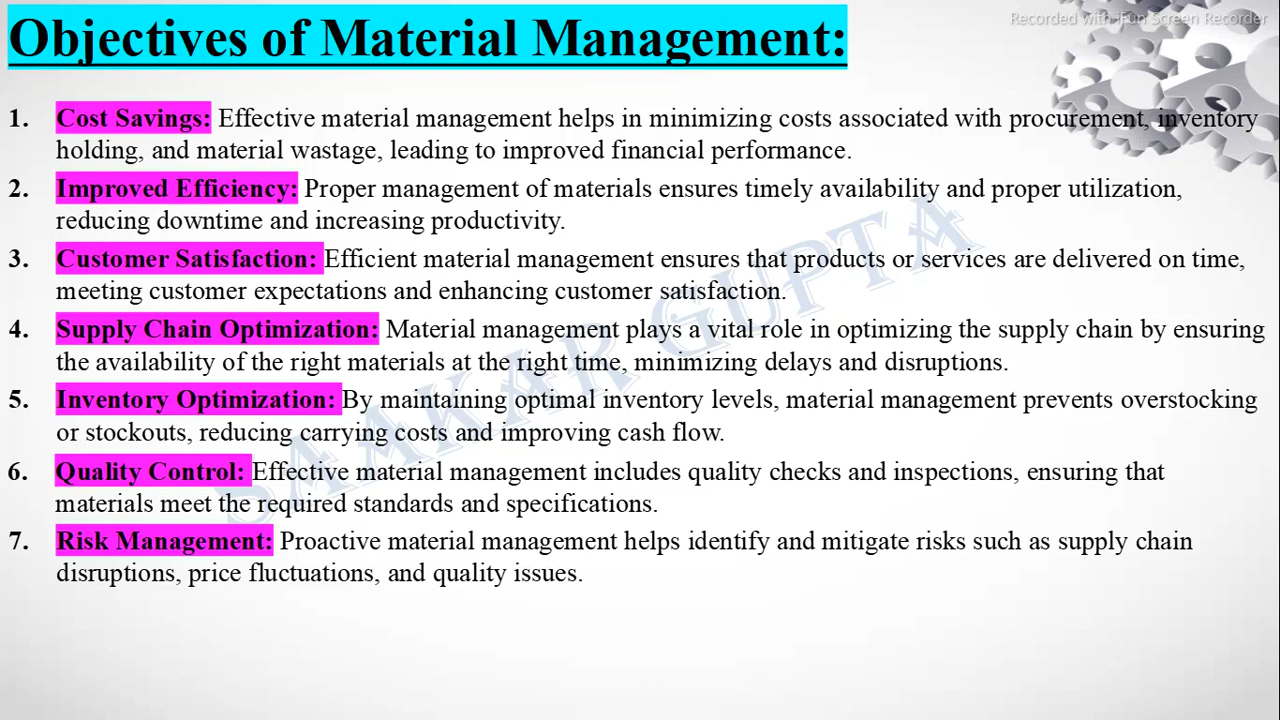 Recorded with iFun Screen Recorder
Objectives of Material Management:
1. Cost Savings: Effective material management helps in minimizing costs associated with procurement, inventory
holding, and material wastage, leading to improved financial performance.
2. Improved Efficiency: Proper management of materials ensures timely availability and proper utilization,
reducing downtime and increasing productivity.
3. Customer Satisfaction: Efficient material management ensures that products or services are delivered on time,
meeting customer expectations and enhancing customer satisfaction.
4. Supply Chain Optimization: Material management plays a vital role in optimizing the supply chain by ensuring
the availability of the right materials at the right time, minimizing delays and disruptions.
5. Inventory Optimization: By maintaining optimal inventory levels, material management prevents overstocking
or stockouts, reducing carrying costs and improving cash flow.
6. Quality Control: Effective material management includes quality checks and inspections, ensuring that
materials meet the required standards and specifications.
7. Risk Management: Proactive material management helps identify and mitigate risks such as supply chain
disruptions, price fluctuations, and quality issues.
SAAKAR GUPTA